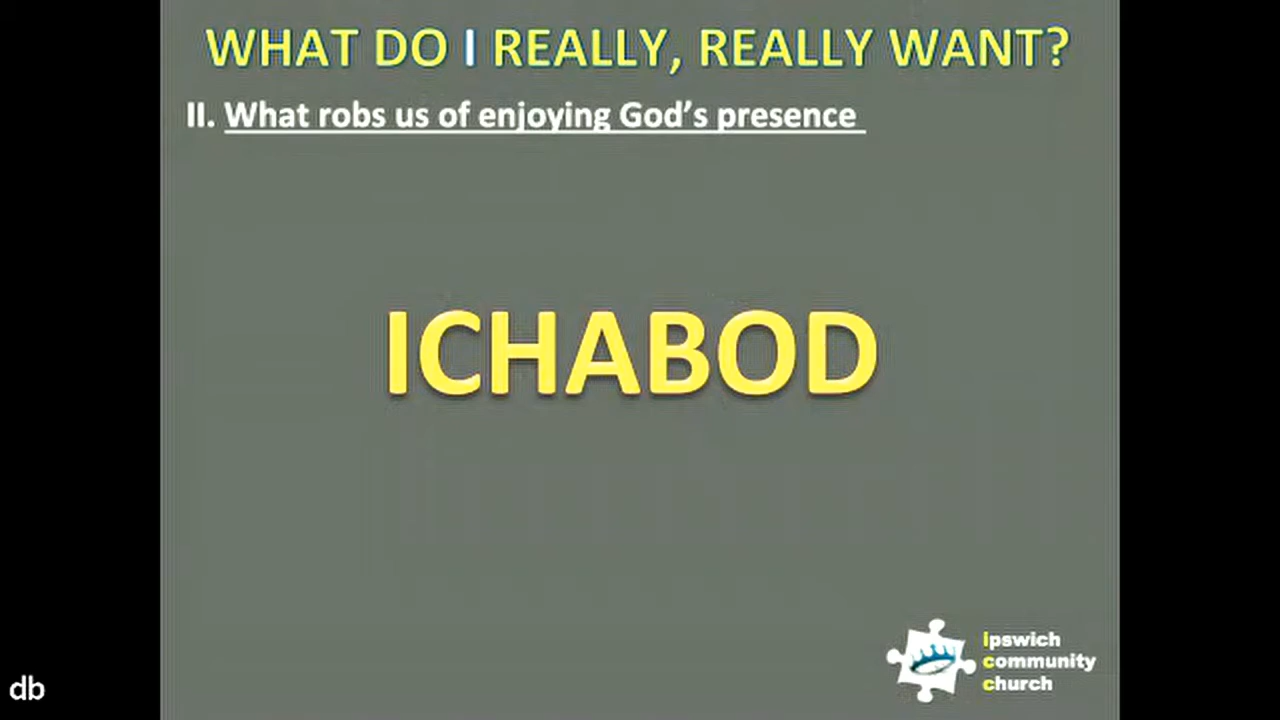 WHAT DO I REALLY, REALLY WANT?
II. What robs us of enjoying God’s presence
ICHABOD
ipswich
community
church
db